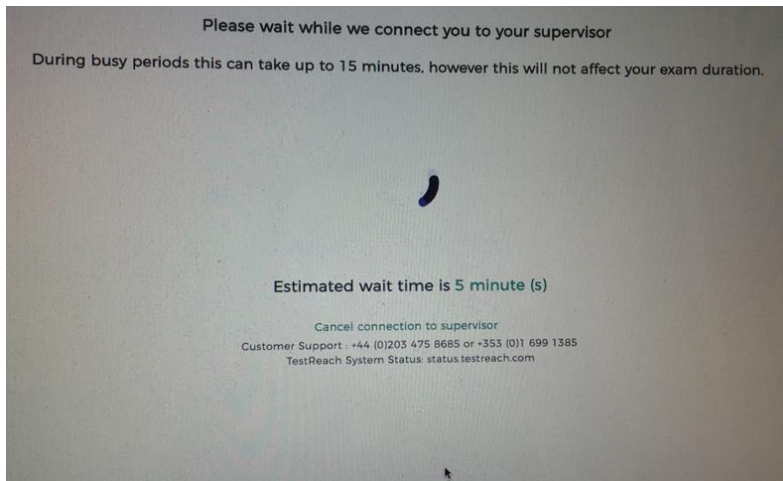 Please wait while we connect you to your supervisor
During busy periods this can take up to 15 minutes, however this will not affect your exam duration.
Estimated wait time is 5 minute (s)
Cancel connection to supervisor
Customer Support : +44 (0)203 475 8685 or +353 (0)1 699 1385
TestReach System Status: status.testreach.com